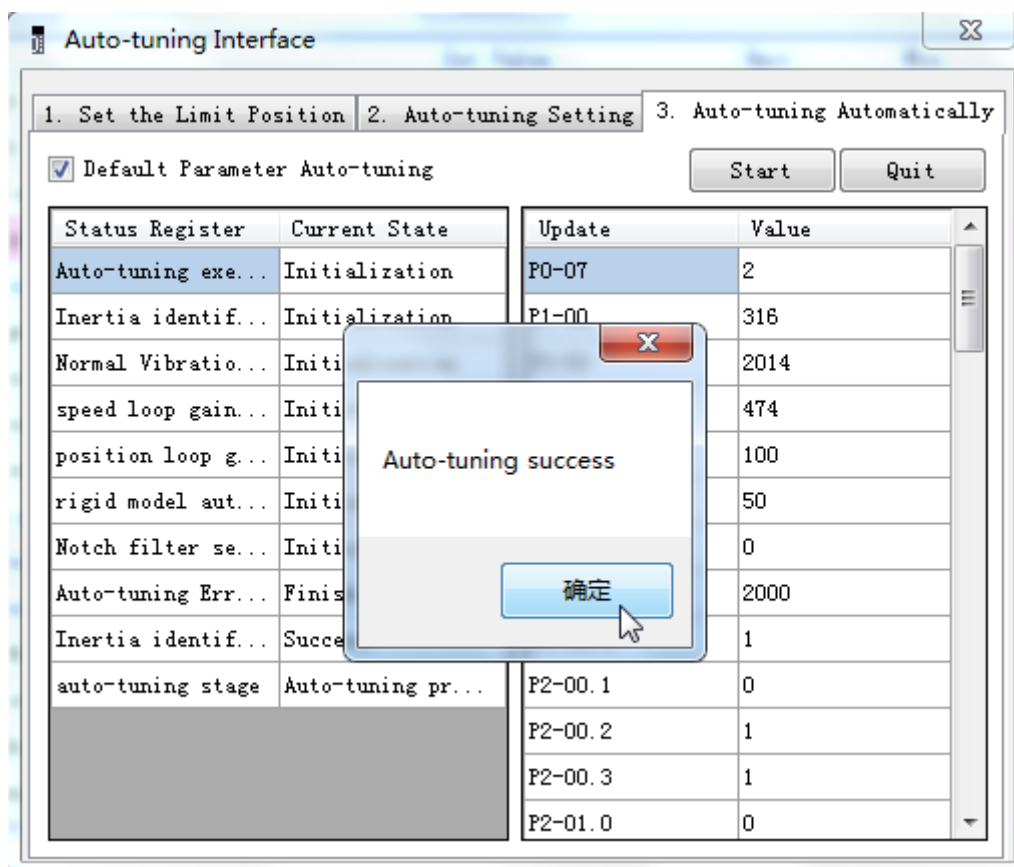 Auto-tuning Interface
1. Set the Limit Position 2. Auto-tuning Setting 3. Auto-tuning Automatically
Default Parameter Auto-tuning Start Quit
Status Register Current State Update Value
Auto-tuning exe... Initialization P0-07 2
Inertia identif... Initialization P1-00 316
Normal Vibratio... Initi 2014
speed loop gain... Initi 474
position loop g... Initi 100
rigid model aut... Initi 50
Notch filter se... Initi 0
Auto-tuning Err... Finis 2000
Inertia identif... Succe 1
auto-tuning stage Auto-tuning pr... P2-00.1 0
P2-00.2 1
P2-00.3 1
P2-01.0 0
Auto-tuning success
确定